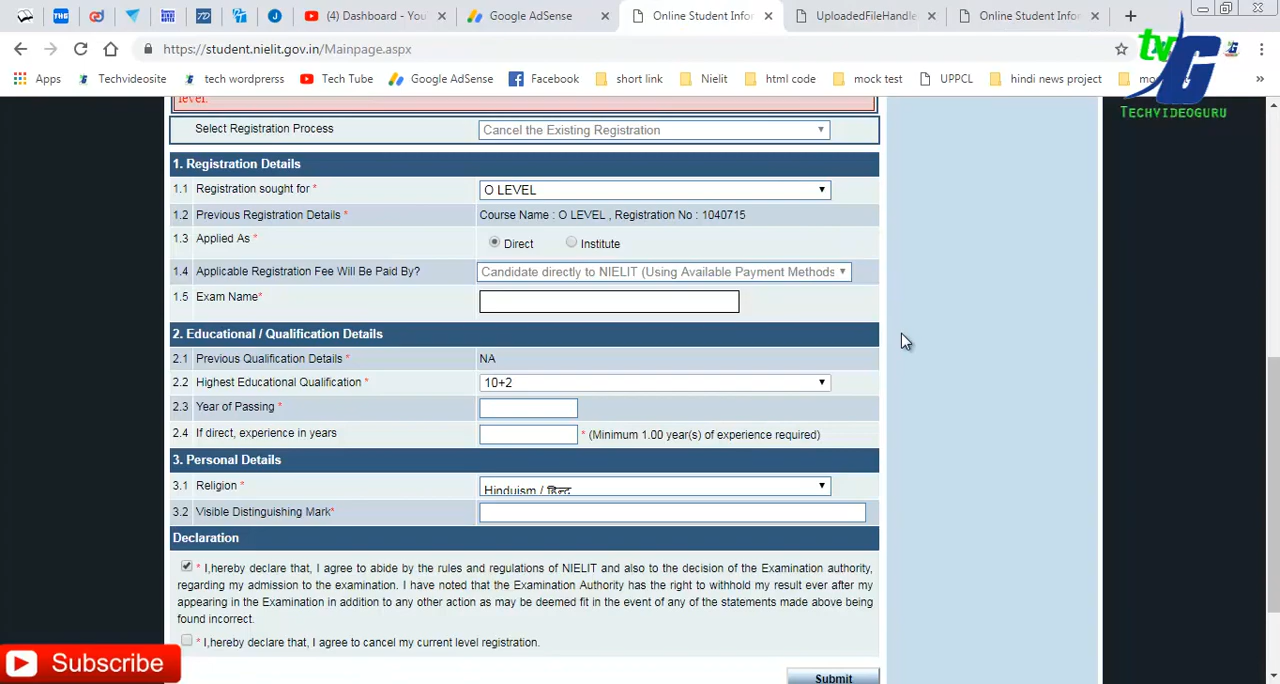 (4) Dashboard - You
Google AdSense
Online Student Infor
UploadedFileHandle
Online Student Info
https://student.nielit.gov.in/Mainpage.aspx
Apps
Techvideosite
tech wordprerss
Tech Tube
Google AdSense
Facebook
short link
Nielit
html code
mock test
UPPCL
hindi news project
tv
G
TECHVIDEOGURU
level.
Select Registration Process
Cancel the Existing Registration
1. Registration Details
1.1 Registration sought for * O LEVEL
1.2 Previous Registration Details * Course Name : O LEVEL , Registration No : 1040715
1.3 Applied As * Direct Institute
1.4 Applicable Registration Fee Will Be Paid By? Candidate directly to NIELIT (Using Available Payment Methods
1.5 Exam Name*
2. Educational / Qualification Details
2.1 Previous Qualification Details * NA
2.2 Highest Educational Qualification * 10+2
2.3 Year of Passing *
2.4 If direct, experience in years * (Minimum 1.00 year(s) of experience required)
3. Personal Details
3.1 Religion * Hinduism / हिन्दू
3.2 Visible Distinguishing Mark*
Declaration
* I,hereby declare that, I agree to abide by the rules and regulations of NIELIT and also to the decision of the Examination authority,
regarding my admission to the examination. I have noted that the Examination Authority has the right to withhold my result ever after my
appearing in the Examination in addition to any other action as may be deemed fit in the event of any of the statements made above being
found incorrect.
* I,hereby declare that, I agree to cancel my current level registration.
Subscribe
Submit